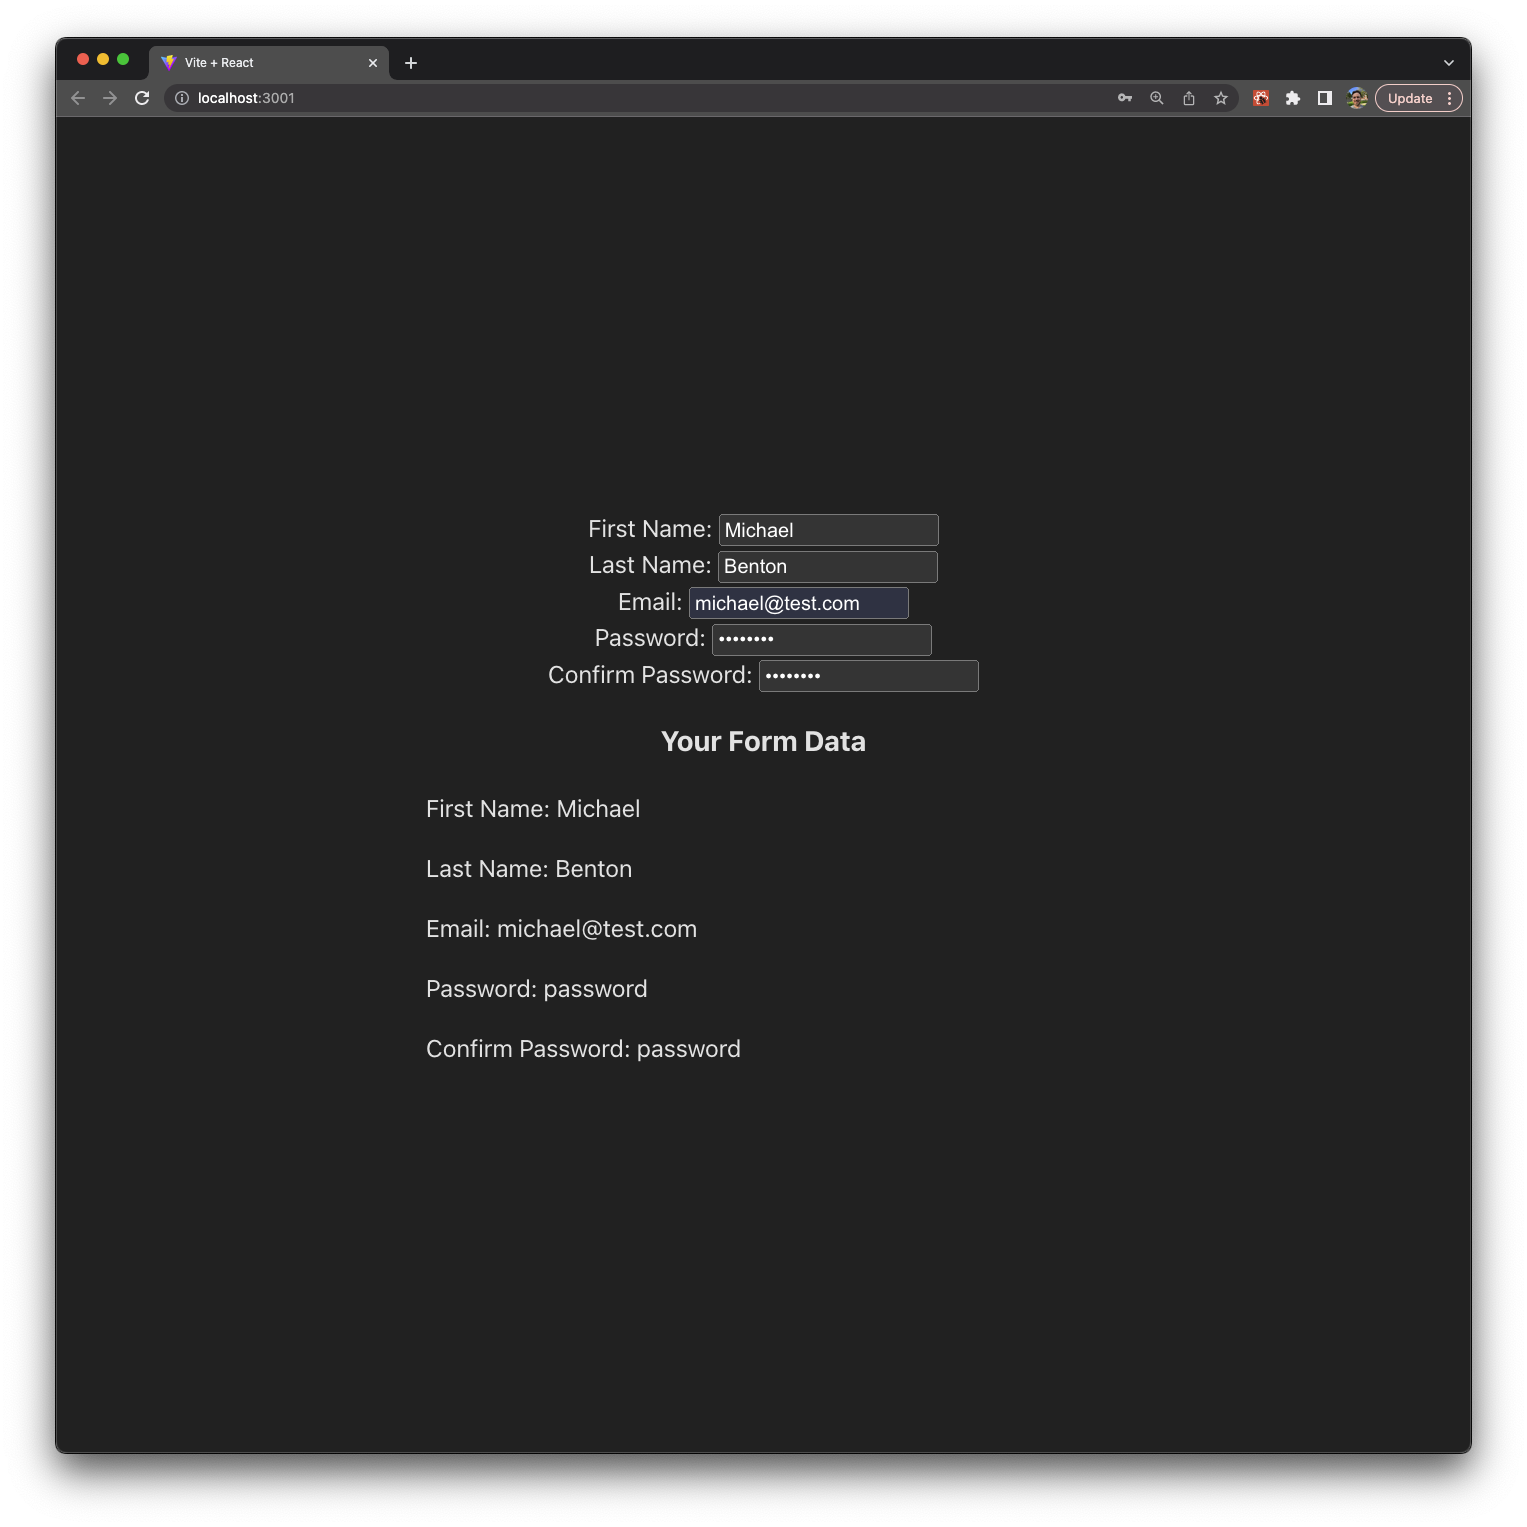 Vite + React
localhost:3001
Update
First Name: Michael
Last Name: Benton
Email: michael@test.com
Password: ••••••••
Confirm Password: ••••••••
Your Form Data
First Name: Michael
Last Name: Benton
Email: michael@test.com
Password: password
Confirm Password: password